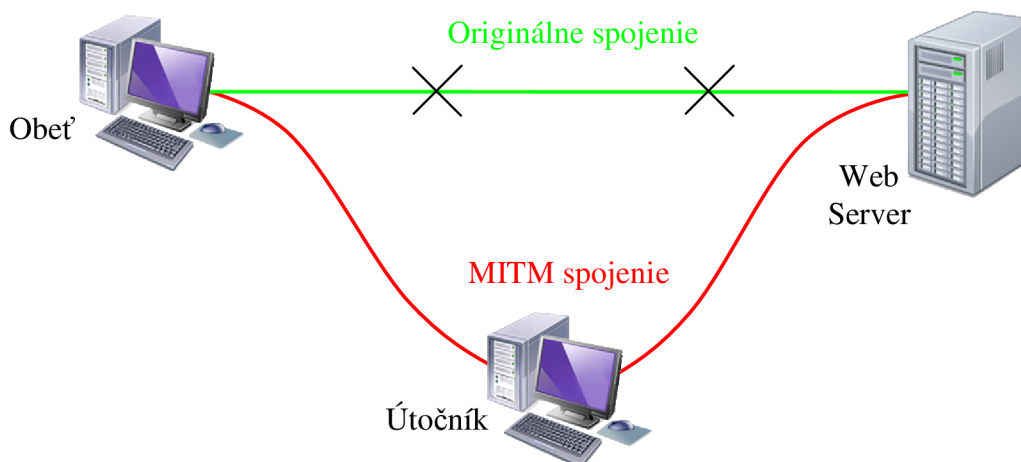 Originálne spojenie
Obeť
Web
Server
MITM spojenie
Útočník